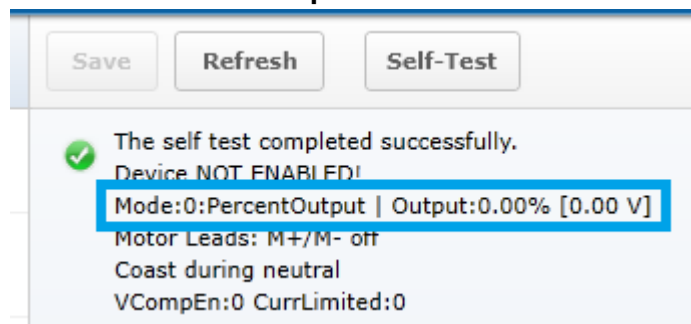 Save Refresh Self-Test
The self test completed successfully.
Device NOT ENABLED!
Mode:0:PercentOutput | Output:0.00% [0.00 V]
Motor Leads: M+/M- off
Coast during neutral
VCompEn:0 CurrLimited:0